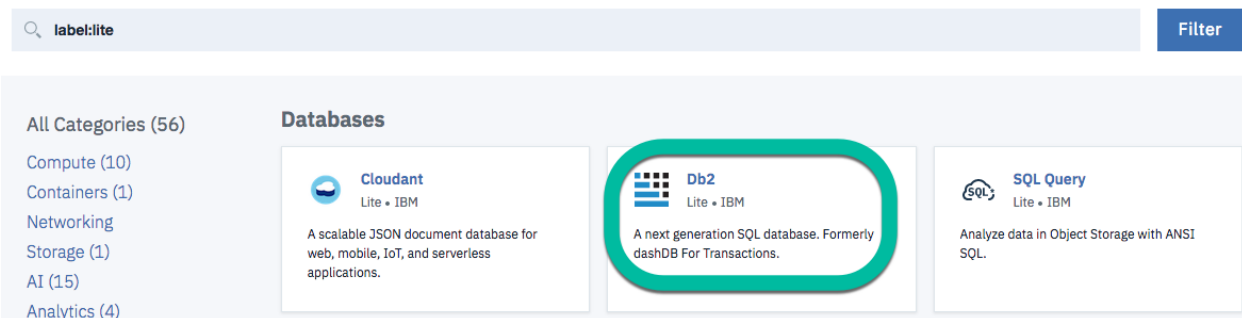 label:lite
Filter
All Categories (56)
Compute (10)
Containers (1)
Networking
Storage (1)
AI (15)
Analytics (4)
Databases
Cloudant
Lite • IBM
A scalable JSON document database for
web, mobile, IoT, and serverless
applications.
Db2
Lite • IBM
A next generation SQL database. Formerly
dashDB For Transactions.
SQL
SQL Query
Lite • IBM
Analyze data in Object Storage with ANSI
SQL.